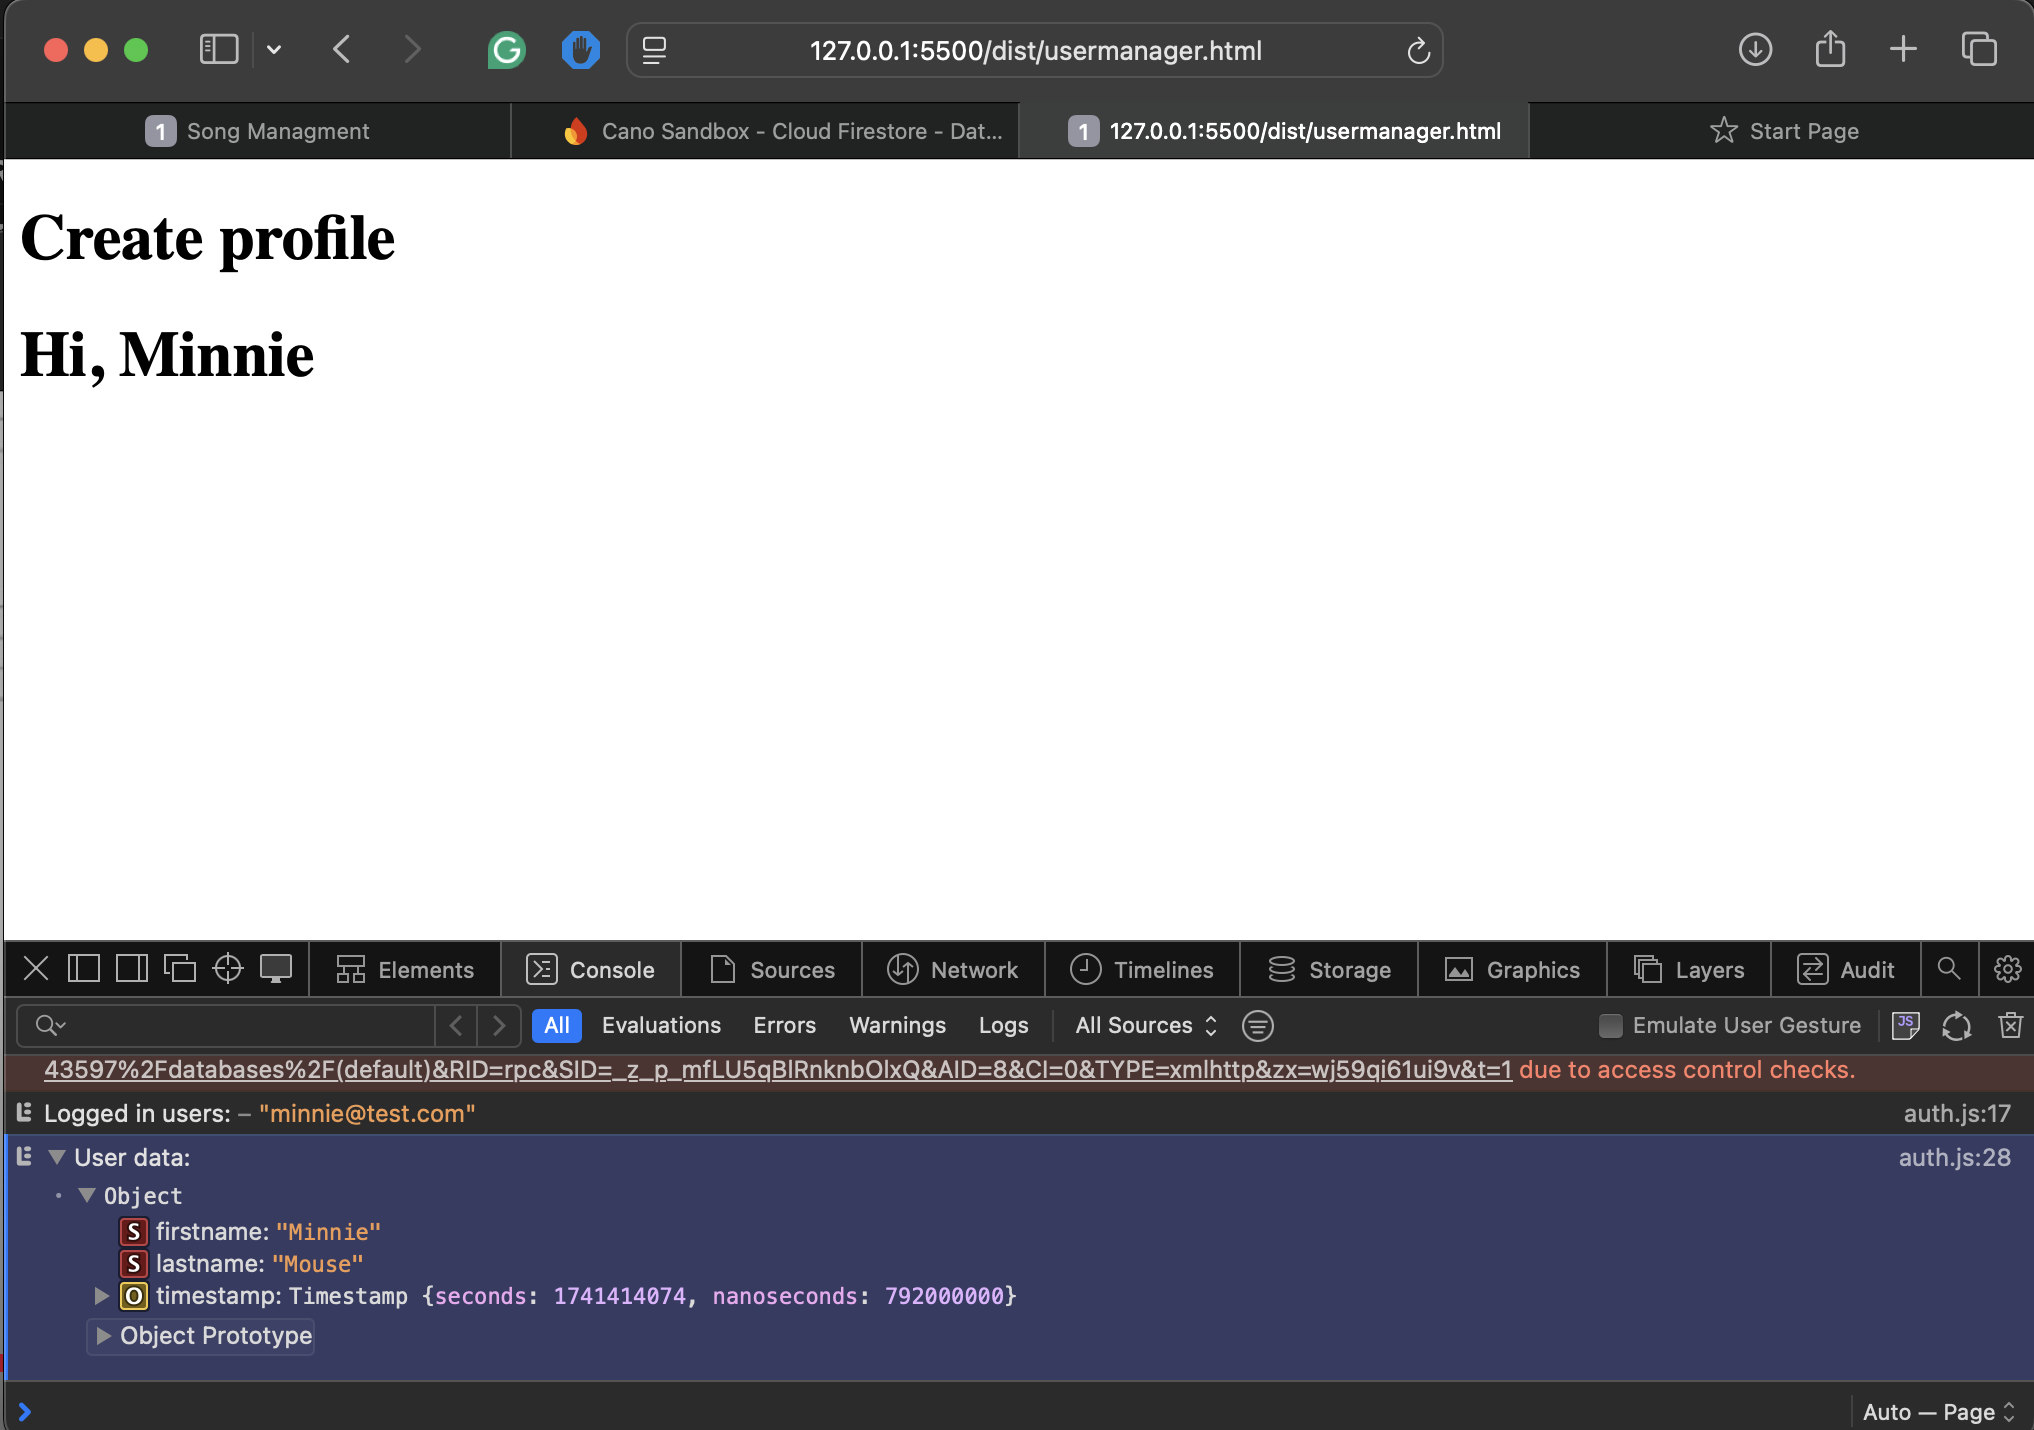 127.0.0.1:5500/dist/usermanager.html
1 Song Managment
Cano Sandbox - Cloud Firestore - Dat...
1 127.0.0.1:5500/dist/usermanager.html
Start Page
Create profile
Hi, Minnie
Elements
Console
Sources
Network
Timelines
Storage
Graphics
Layers
Audit
All
Evaluations
Errors
Warnings
Logs
All Sources
Emulate User Gesture
43597%2Fdatabases%2F(default)&RID=rpc&SID=_z_p_mfLU5qBlRnknbOlxQ&AID=8&CI=0&TYPE=xmlhttp&zx=wj59qi61ui9v&t=1 due to access control checks.
Logged in users: – "minnie@test.com"
auth.js:17
User data:
auth.js:28
Object
S firstname: "Minnie"
S lastname: "Mouse"
O timestamp: Timestamp {seconds: 1741414074, nanoseconds: 792000000}
Object Prototype
Auto — Page